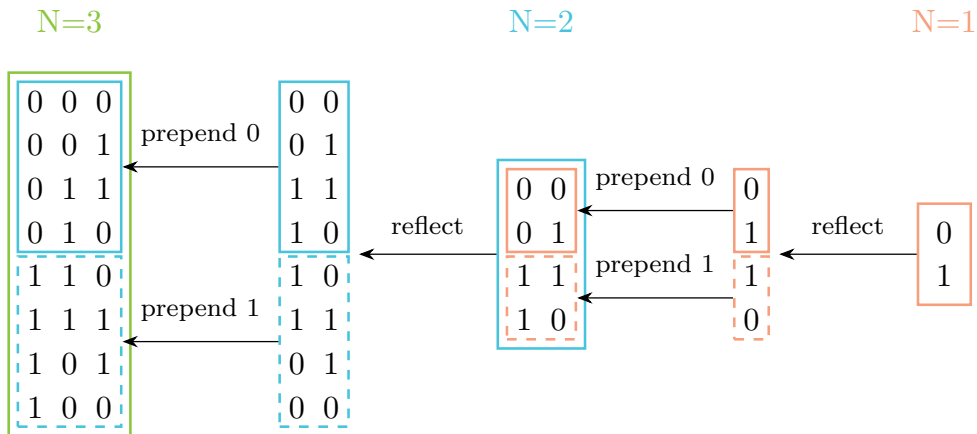 N=3 N=2 N=1
0 0 0 0 0
0 0 1 prepend 0 0 1
0 1 1 1 1 0 0 prepend 0 0
0 1 0 1 0 reflect 0 1 1 reflect 0
1 1 0 1 0 1 1 prepend 1 1 1
1 1 1 prepend 1 1 1 1 0 0
1 0 1 0 1
1 0 0 0 0